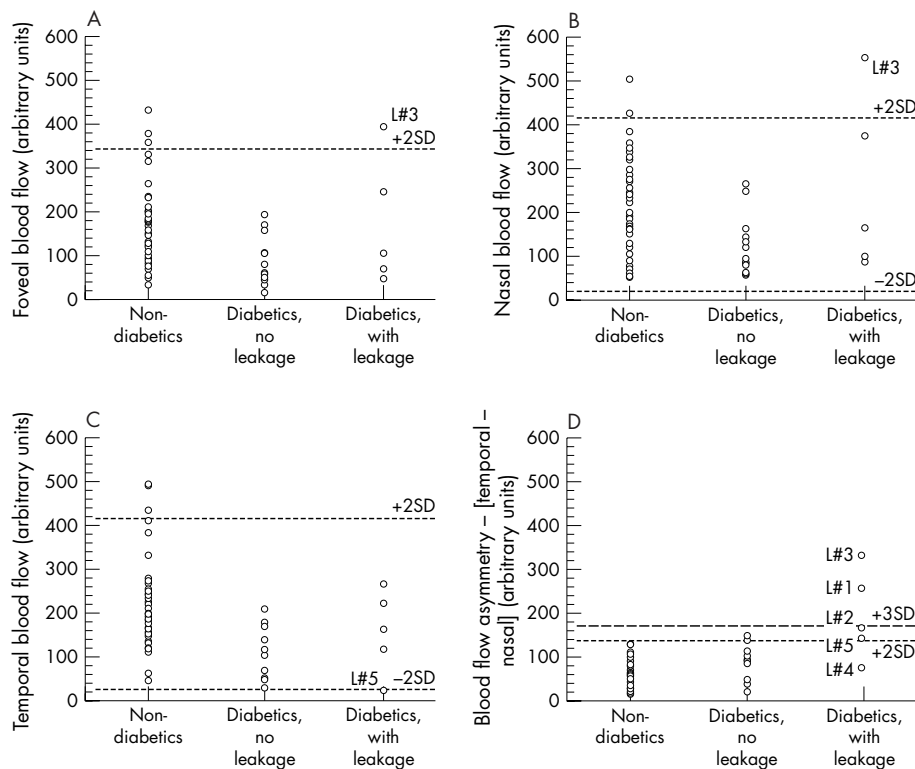 A
Foveal blood flow (arbitrary units)
600
500
400
300
200
100
0
L#3
+2SD
Non-
diabetics
Diabetics,
no
leakage
Diabetics,
with
leakage
B
Nasal blood flow (arbitrary units)
600
500
400
300
200
100
0
L#3
+2SD
−2SD
Non-
diabetics
Diabetics,
no
leakage
Diabetics,
with
leakage
C
Temporal blood flow (arbitrary units)
600
500
400
300
200
100
0
+2SD
L#5 −2SD
Non-
diabetics
Diabetics,
no
leakage
Diabetics,
with
leakage
D
Blood flow asymmetry – [temporal –
nasal] (arbitrary units)
600
500
400
300
200
100
0
L#3
L#1
L#2 +3SD
L#5 +2SD
L#4
Non-
diabetics
Diabetics,
no
leakage
Diabetics,
with
leakage